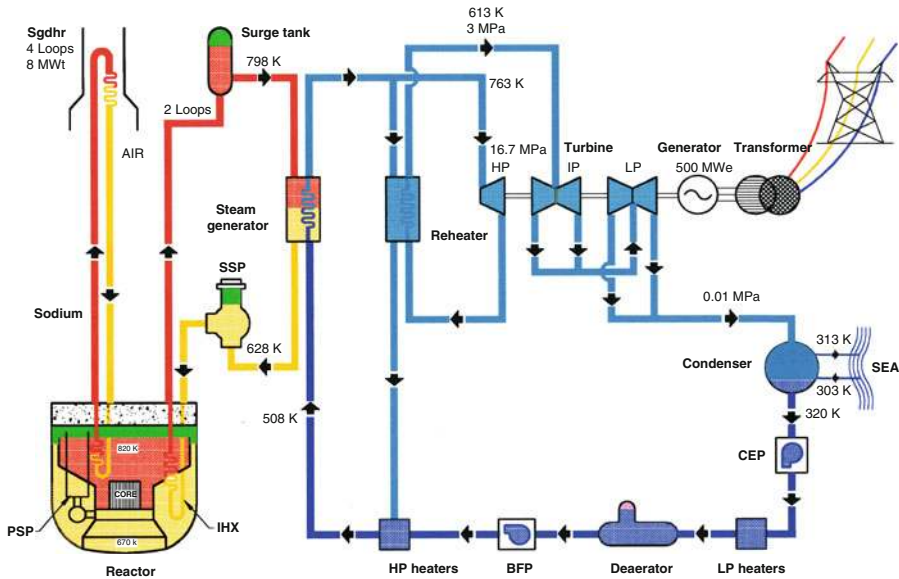 Sgdhr
4 Loops
8 MWt
Surge tank
798 K
613 K
3 MPa
2 Loops
763 K
AIR
16.7 MPa
HP
Turbine
IP
LP
Generator
500 MWe
Transformer
Steam
generator
Reheater
SSP
Sodium
0.01 MPa
628 K
313 K
Condenser
SEA
303 K
508 K
320 K
820 K
CEP
CORE
PSP
IHX
670 k
Reactor
HP heaters
BFP
Deaerator
LP heaters